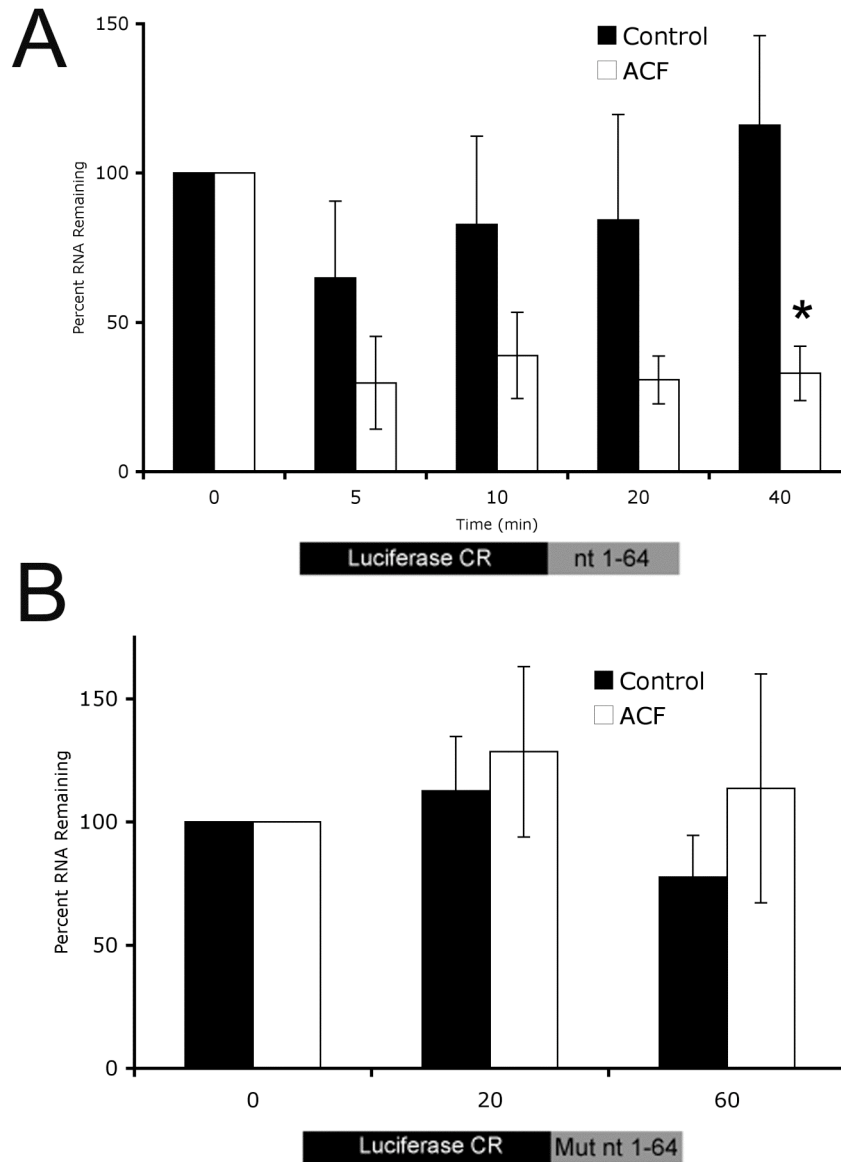 A
150
Control
ACF
Percent RNA Remaining
100
*
50
0
0 5 10 20 40
Time (min)
Luciferase CR nt 1-64
B
Control
ACF
150
Percent RNA Remaining
100
50
0
0 20 60
Luciferase CR Mut nt 1-64